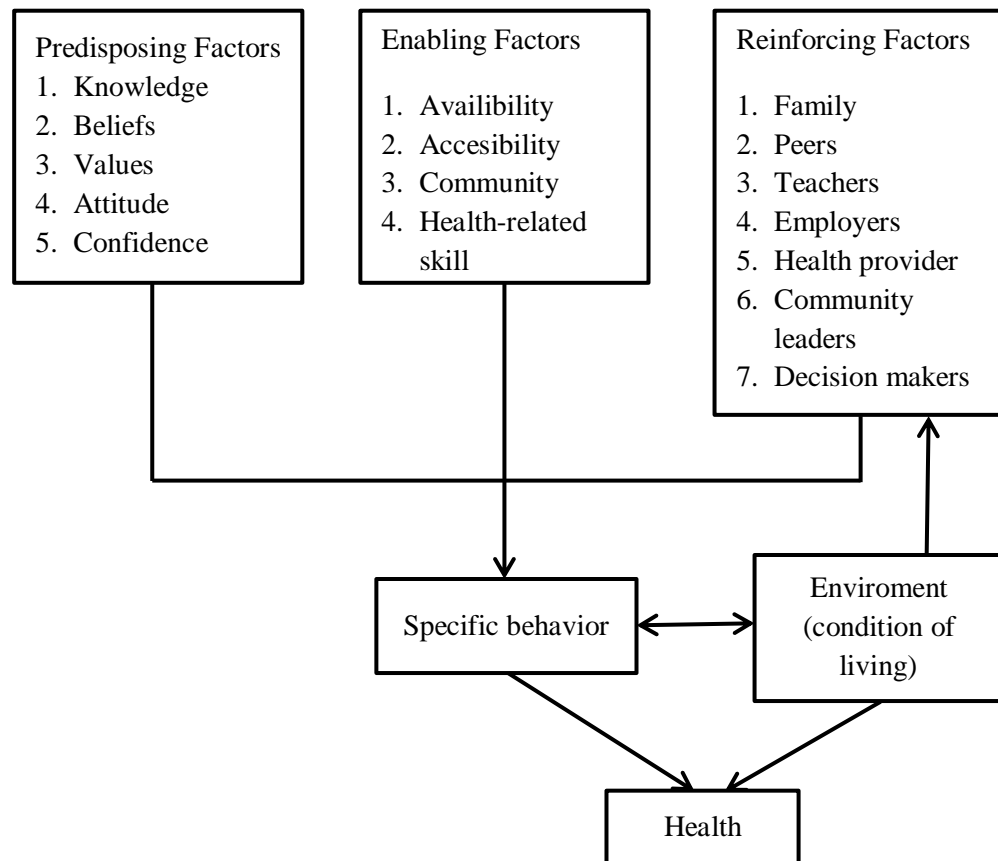 Predisposing Factors
1. Knowledge
2. Beliefs
3. Values
4. Attitude
5. Confidence
Enabling Factors
1. Availibility
2. Accesibility
3. Community
4. Health-related
skill
Reinforcing Factors
1. Family
2. Peers
3. Teachers
4. Employers
5. Health provider
6. Community
leaders
7. Decision makers
Specific behavior
Enviroment
(condition of
living)
Health